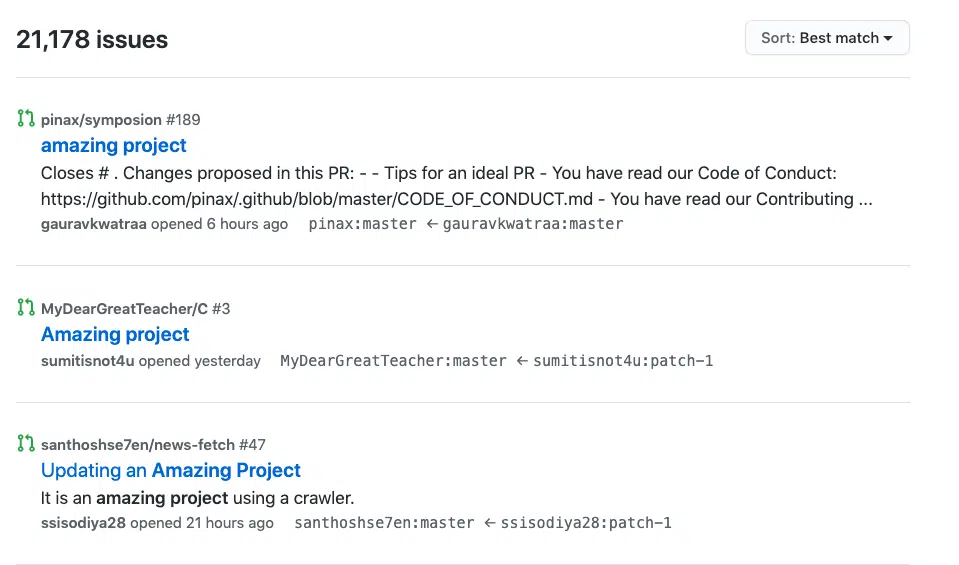 21,178 issues
Sort: Best match
pinax/symposion #189
amazing project
Closes # . Changes proposed in this PR: - - Tips for an ideal PR - You have read our Code of Conduct:
https://github.com/pinax/.github/blob/master/CODE_OF_CONDUCT.md - You have read our Contributing ...
gauravkwatraa opened 6 hours ago pinax:master ← gauravkwatraa:master
MyDearGreatTeacher/C #3
Amazing project
sumitisnot4u opened yesterday MyDearGreatTeacher:master ← sumitisnot4u:patch-1
santhoshse7en/news-fetch #47
Updating an Amazing Project
It is an amazing project using a crawler.
ssisodiya28 opened 21 hours ago santhoshse7en:master ← ssisodiya28:patch-1